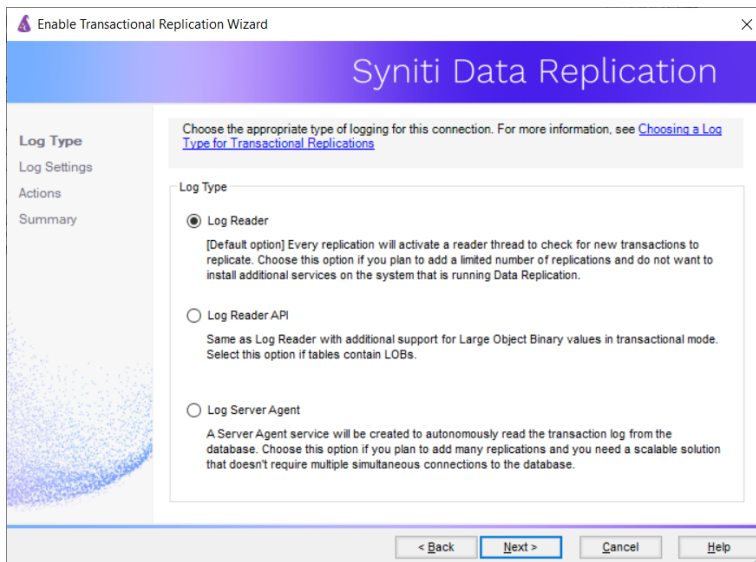 Enable Transactional Replication Wizard
Syniti Data Replication
Log Type
Log Settings
Actions
Summary
Choose the appropriate type of logging for this connection. For more information, see Choosing a Log
Type for Transactional Replications
Log Type
Log Reader
[Default option] Every replication will activate a reader thread to check for new transactions to
replicate. Choose this option if you plan to add a limited number of replications and do not want to
install additional services on the system that is running Data Replication.
Log Reader API
Same as Log Reader with additional support for Large Object Binary values in transactional mode.
Select this option if tables contain LOBs.
Log Server Agent
A Server Agent service will be created to autonomously read the transaction log from the
database. Choose this option if you plan to add many replications and you need a scalable solution
that doesn't require multiple simultaneous connections to the database.
< Back
Next >
Cancel
Help